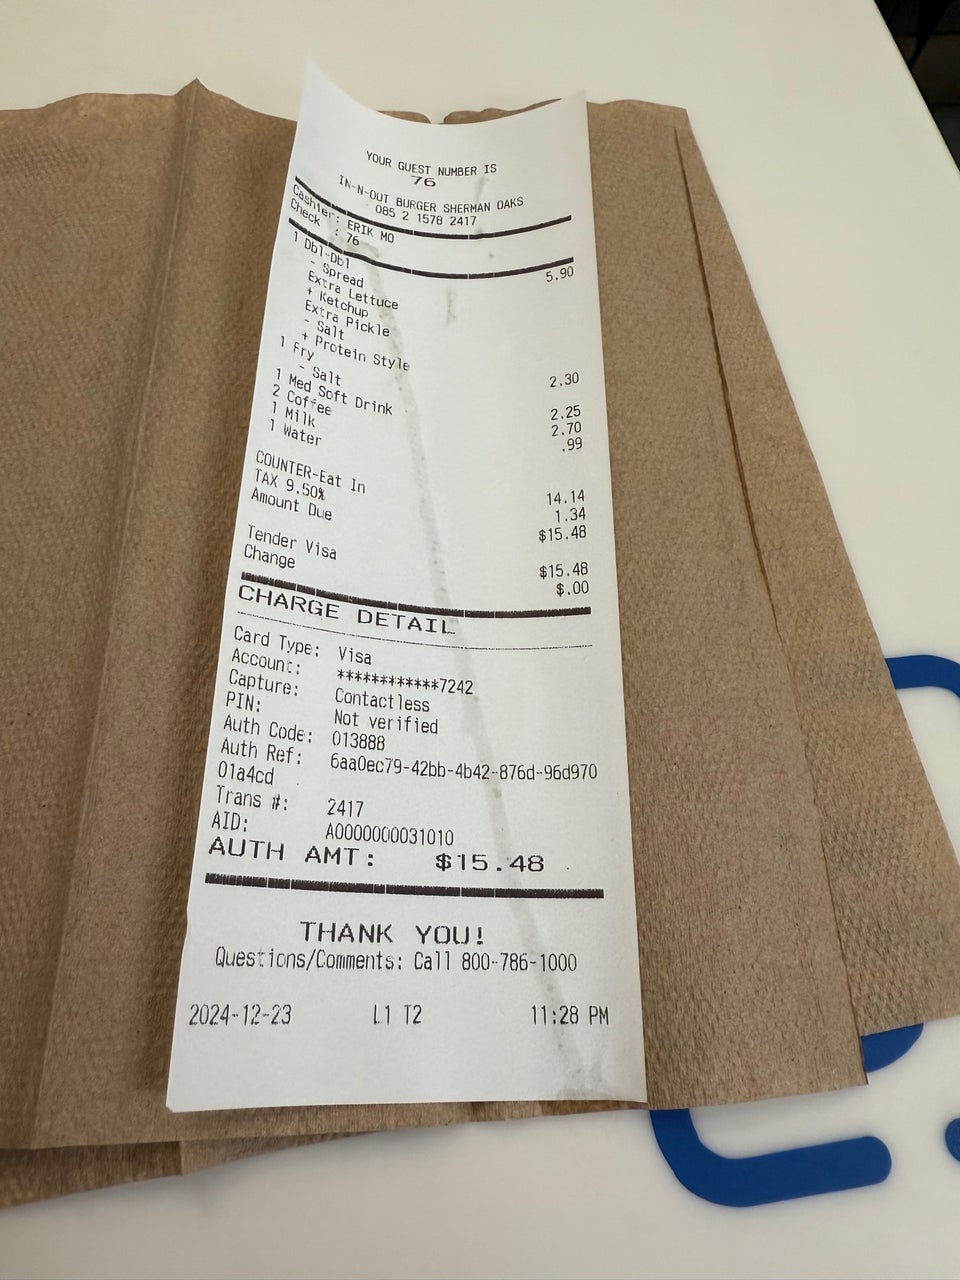 YOUR GUEST NUMBER IS
76
IN-N-OUT BURGER SHERMAN OAKS
085 2 1578 2417
Cashier: ERIK MO
Check : 76
1 Dbl-Dbl 5.90
- Spread
Extra Lettuce
+ Ketchup
Extra Pickle
- Salt
+ Protein Style
1 Fry 2.30
- Salt
1 Med Soft Drink 2.25
2 Coffee 2.70
1 Milk .99
1 Water
COUNTER-Eat In 14.14
TAX 9.50% 1.34
Amount Due $15.48
Tender Visa $15.48
Change $.00
CHARGE DETAIL
Card Type: Visa
Account: ************7242
Capture: Contactless
PIN: Not verified
Auth Code: 013888
Auth Ref: 6aa0ec79-42bb-4b42-876d-96d970
01a4cd
Trans #: 2417
AID: A0000000031010
AUTH AMT: $15.48
THANK YOU!
Questions/Comments: Call 800-786-1000
2024-12-23 L1 T2 11:28 PM